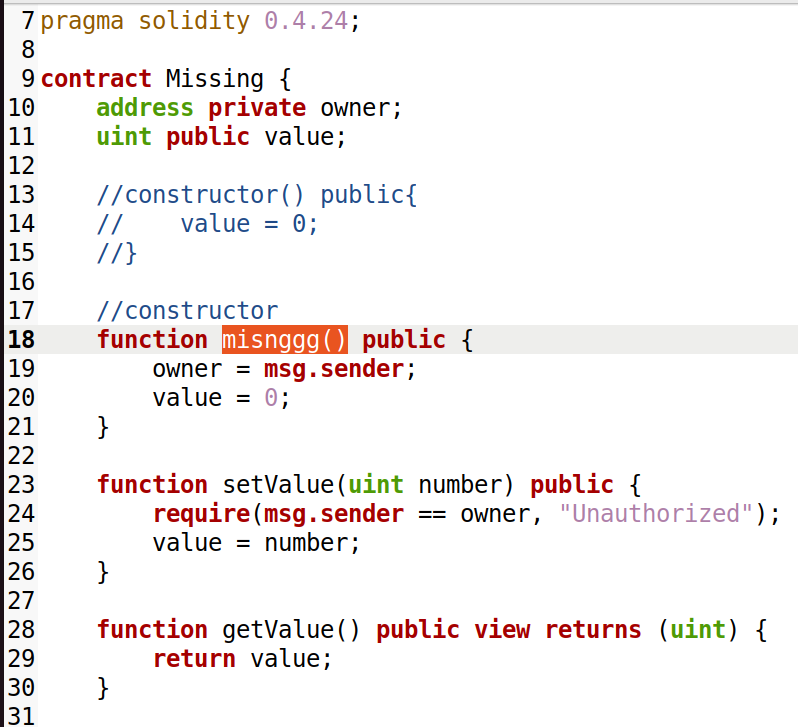 7 pragma solidity 0.4.24;
8
9 contract Missing {
10     address private owner;
11     uint public value;
12
13     //constructor() public{
14     //    value = 0;
15     //}
16
17     //constructor
18     function misnggg() public {
19         owner = msg.sender;
20         value = 0;
21     }
22
23     function setValue(uint number) public {
24         require(msg.sender == owner, "Unauthorized");
25         value = number;
26     }
27
28     function getValue() public view returns (uint) {
29         return value;
30     }
31